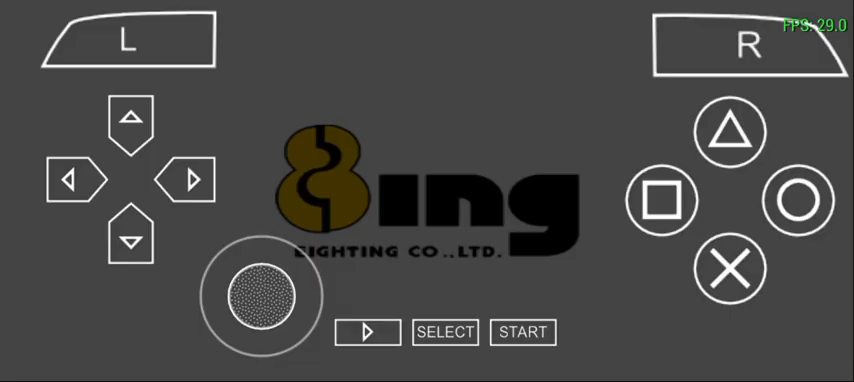 L
R
FPS: 29.0
8ing
EIGHTING CO.,LTD.
SELECT
START